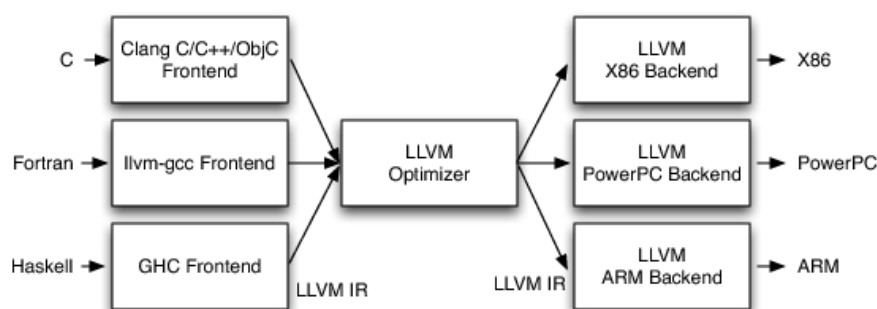 C
Clang C/C++/ObjC
Frontend
LLVM
X86 Backend
X86
Fortran
llvm-gcc Frontend
LLVM
Optimizer
LLVM
PowerPC Backend
PowerPC
Haskell
GHC Frontend
LLVM IR
LLVM IR
LLVM
ARM Backend
ARM